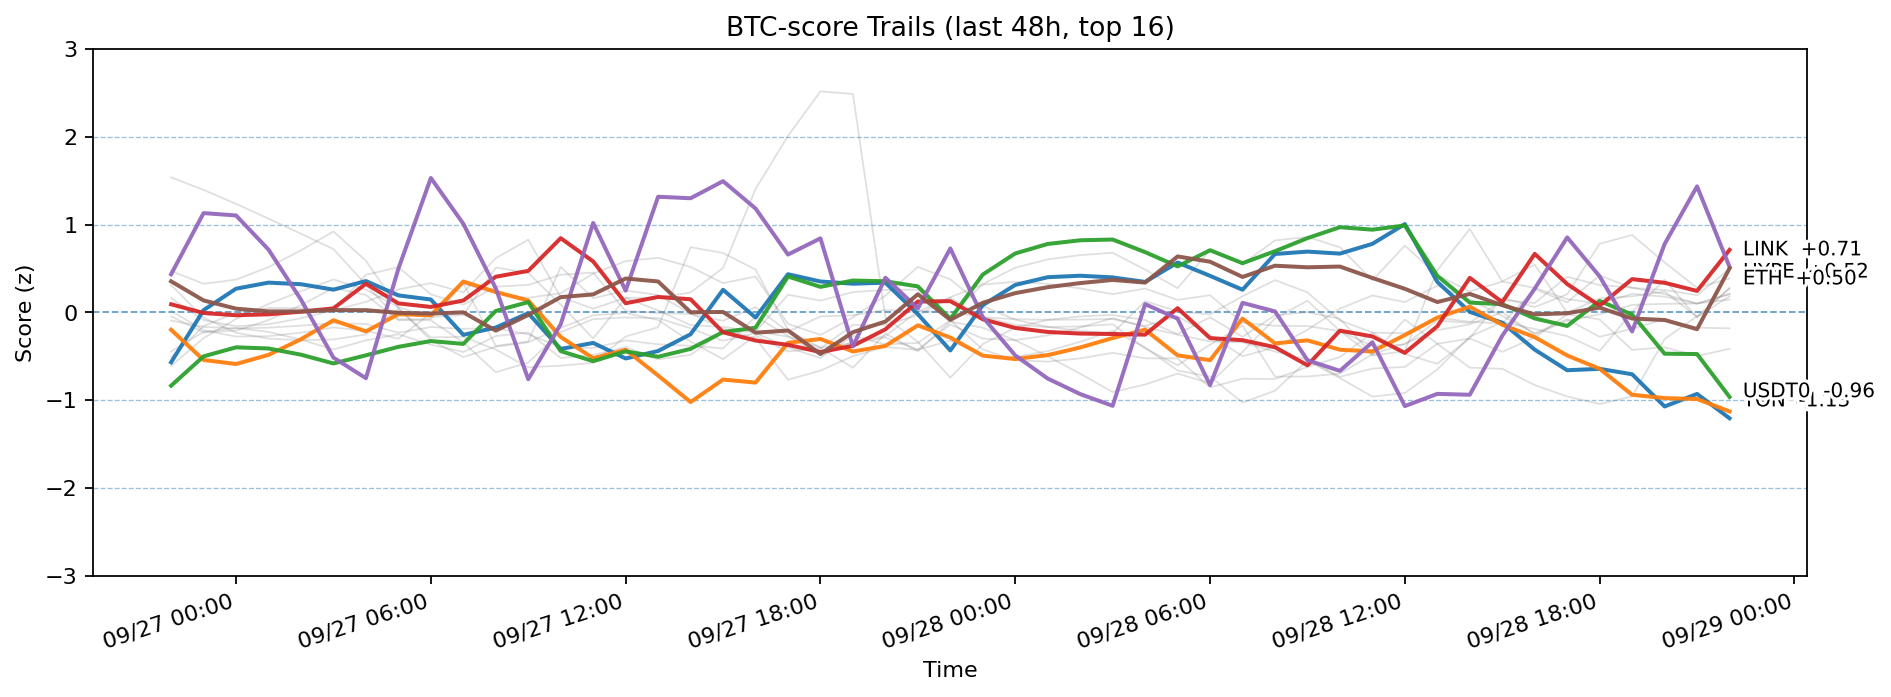 BTC-score Trails (last 48h, top 16)
3
2
1
0
−1
−2
−3
Score (z)
LINK +0.71
ETH +0.50
USDT0 -0.96
09/27 00:00
09/27 06:00
09/27 12:00
09/27 18:00
09/28 00:00
09/28 06:00
09/28 12:00
09/28 18:00
09/29 00:00
Time